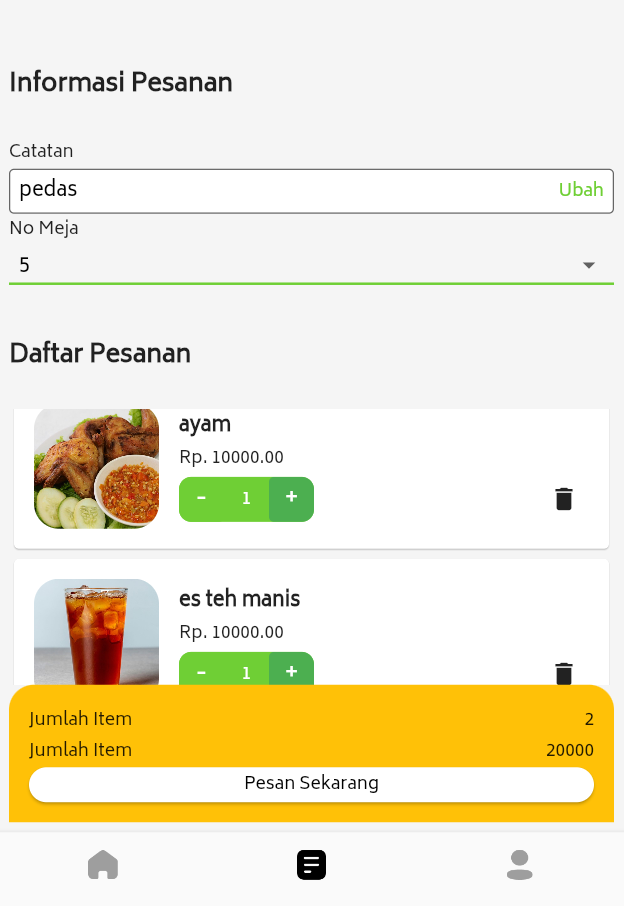 Informasi Pesanan
Catatan
pedas Ubah
No Meja
5
Daftar Pesanan
ayam
Rp. 10000.00
- 1 +
es teh manis
Rp. 10000.00
- 1 +
Jumlah Item 2
Jumlah Item 20000
Pesan Sekarang